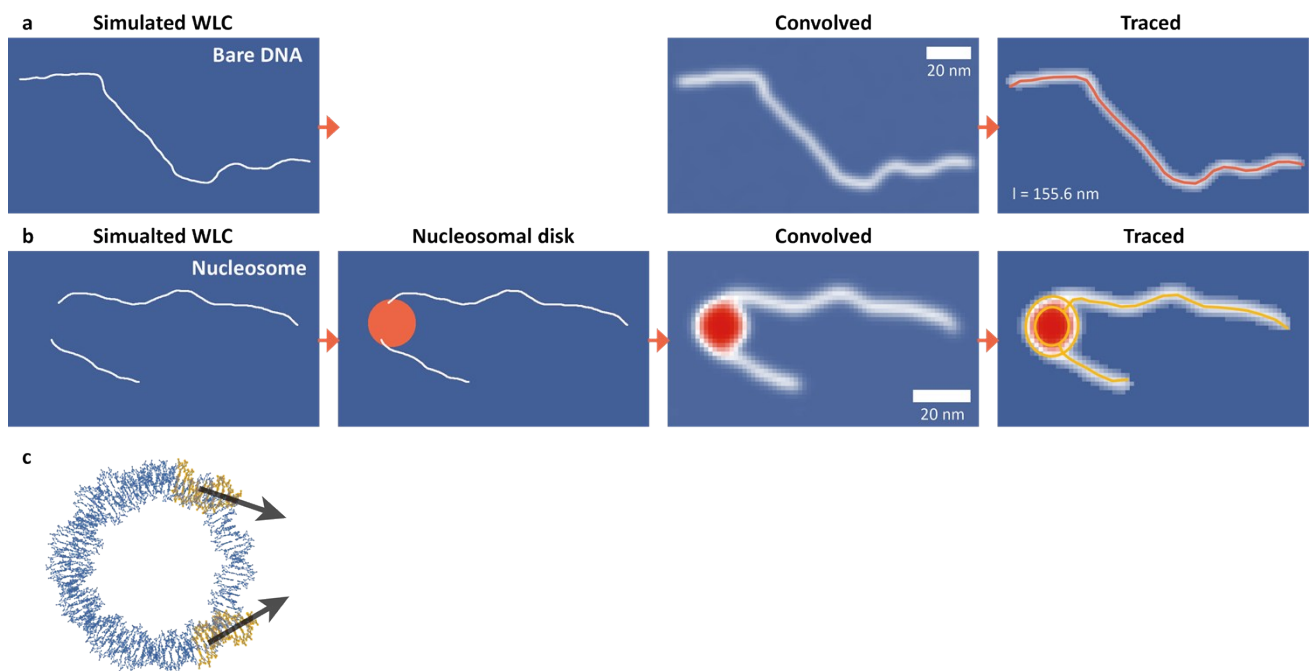 a
Simulated WLC
Convolved
Traced
Bare DNA
20 nm
l = 155.6 nm
b
Simualted WLC
Nucleosomal disk
Convolved
Traced
Nucleosome
20 nm
c